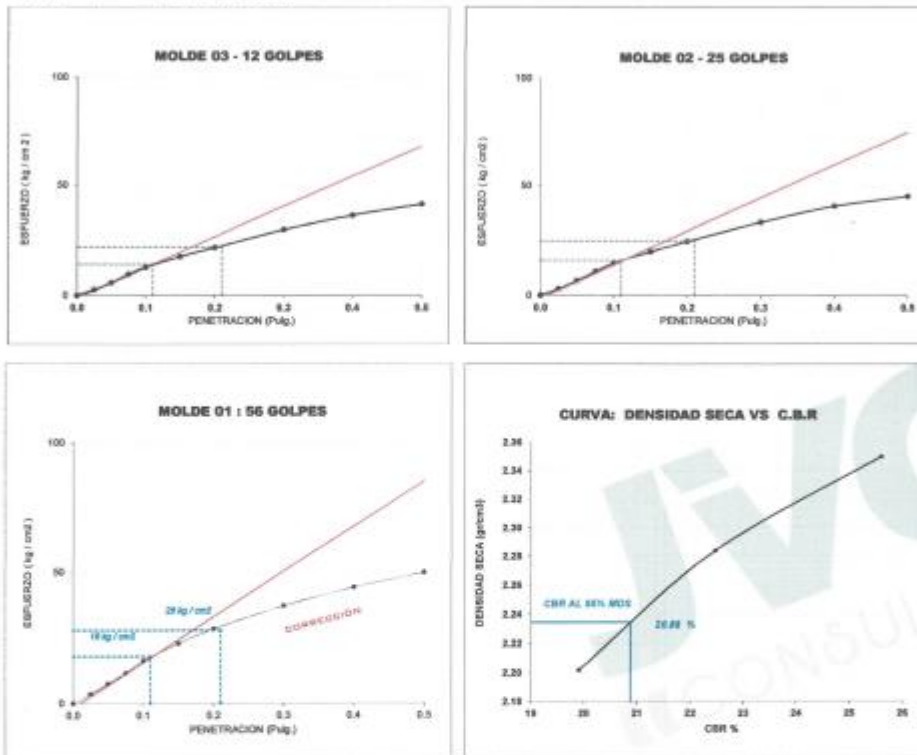 MOLDE 03 - 12 GOLPES
100
50
0
ESFUERZO ( kg / cm 2 )
0.0 0.1 0.2 0.3 0.4 0.5
PENETRACION (Pulg.)
MOLDE 02 - 25 GOLPES
100
50
0
ESFUERZO ( kg / cm2 )
0.0 0.1 0.2 0.3 0.4 0.5
PENETRACION (Pulg.)
MOLDE 01 : 56 GOLPES
100
50
0
ESFUERZO ( kg / cm2 )
kg / cm2
kg / cm2
CORRECCIÓN
0.0 0.1 0.2 0.3 0.4 0.5
PENETRACION (Pulg.)
CURVA: DENSIDAD SECA VS C.B.R
2.36
2.34
2.32
2.30
2.28
2.26
2.24
2.22
2.20
2.18
DENSIDAD SECA (gr/cm3)
CBR AL MDS
%
19 20 21 22 23 24 25 26
CBR %
JVC
CONSUL